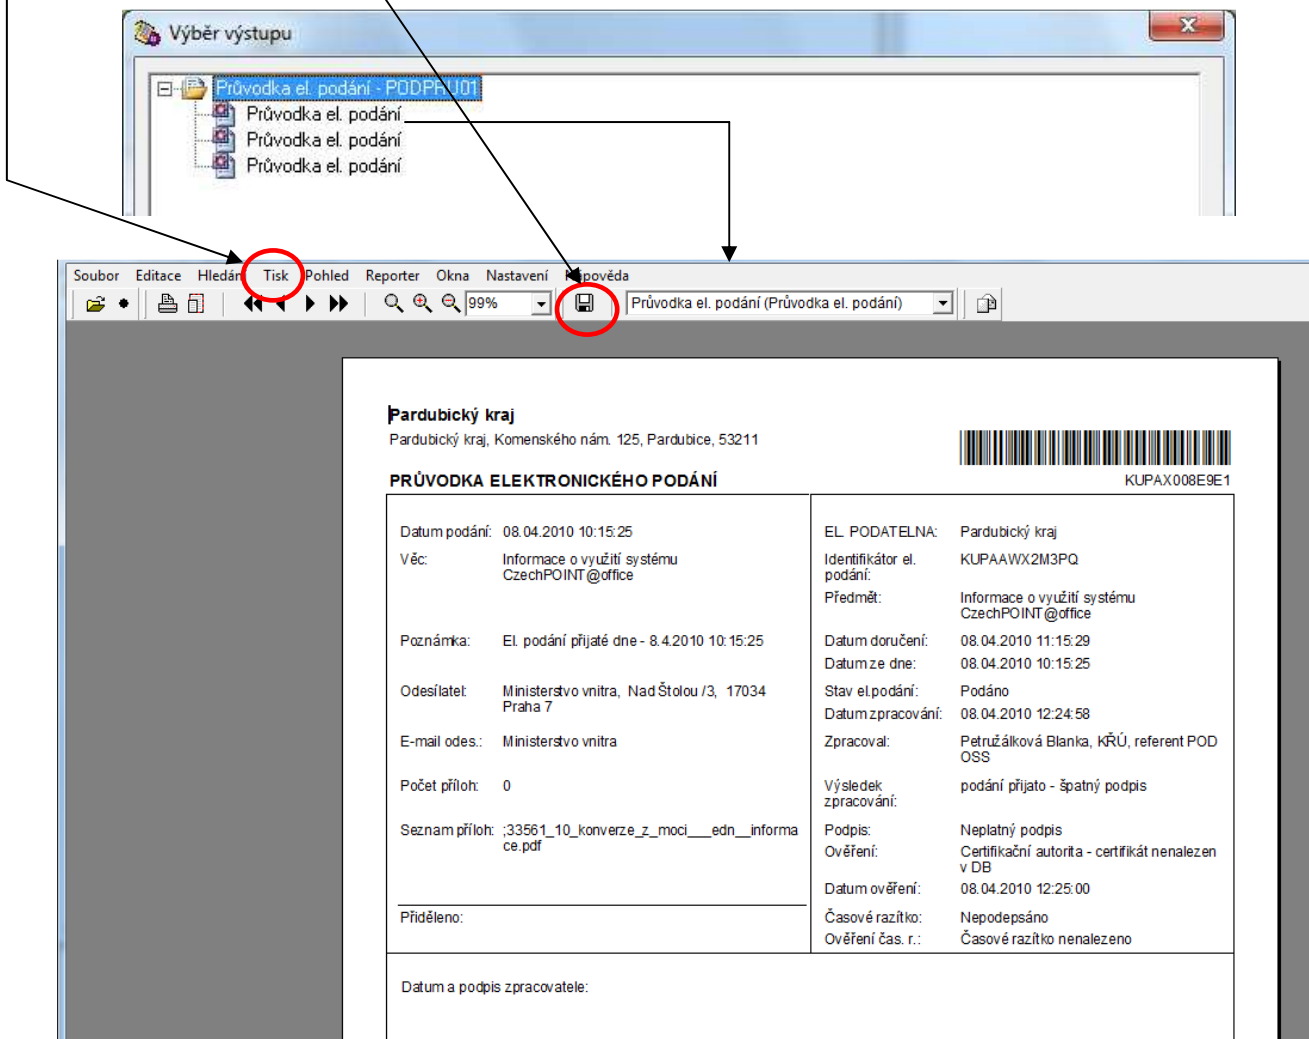 Výběr výstupu
Průvodka el. podání - PODPRU01
Průvodka el. podání
Průvodka el. podání
Průvodka el. podání
Soubor Editace Hledání Tisk Pohled Reporter Okna Nastavení Nápověda
99% Průvodka el. podání (Průvodka el. podání)
Pardubický kraj
Pardubický kraj, Komenského nám. 125, Pardubice, 53211
PRŮVODKA ELEKTRONICKÉHO PODÁNÍ KUPAX008E9E1
Datum podání: 08.04.2010 10:15:25 EL. PODATELNA: Pardubický kraj
Věc: Informace o využití systému Identifikátor el. KUPAAWX2M3PQ
CzechPOINT@office podání:
Předmět: Informace o využití systému
CzechPOINT@office
Poznámka: El. podání přijaté dne - 8.4.2010 10:15:25 Datum doručení: 08.04.2010 11:15:29
Datum ze dne: 08.04.2010 10:15:25
Odesílatel: Ministerstvo vnitra, Nad Štolou /3, 17034 Stav el.podání: Podáno
Praha 7
Datum zpracování: 08.04.2010 12:24:58
E-mail odes.: Ministerstvo vnitra Zpracoval: Petružálková Blanka, KŘÚ, referent POD
OSS
Počet příloh: 0 Výsledek podání přijato - špatný podpis
zpracování:
Seznam příloh: ;33561_10_konverze_z_moci___edn__informa Podpis: Neplatný podpis
ce.pdf
Ověření: Certifikační autorita - certifikát nenalezen
v DB
Datum ověření: 08.04.2010 12:25:00
Přiděleno: Časové razítko: Nepodepsáno
Ověření čas. r.: Časové razítko nenalezeno
Datum a podpis zpracovatele: